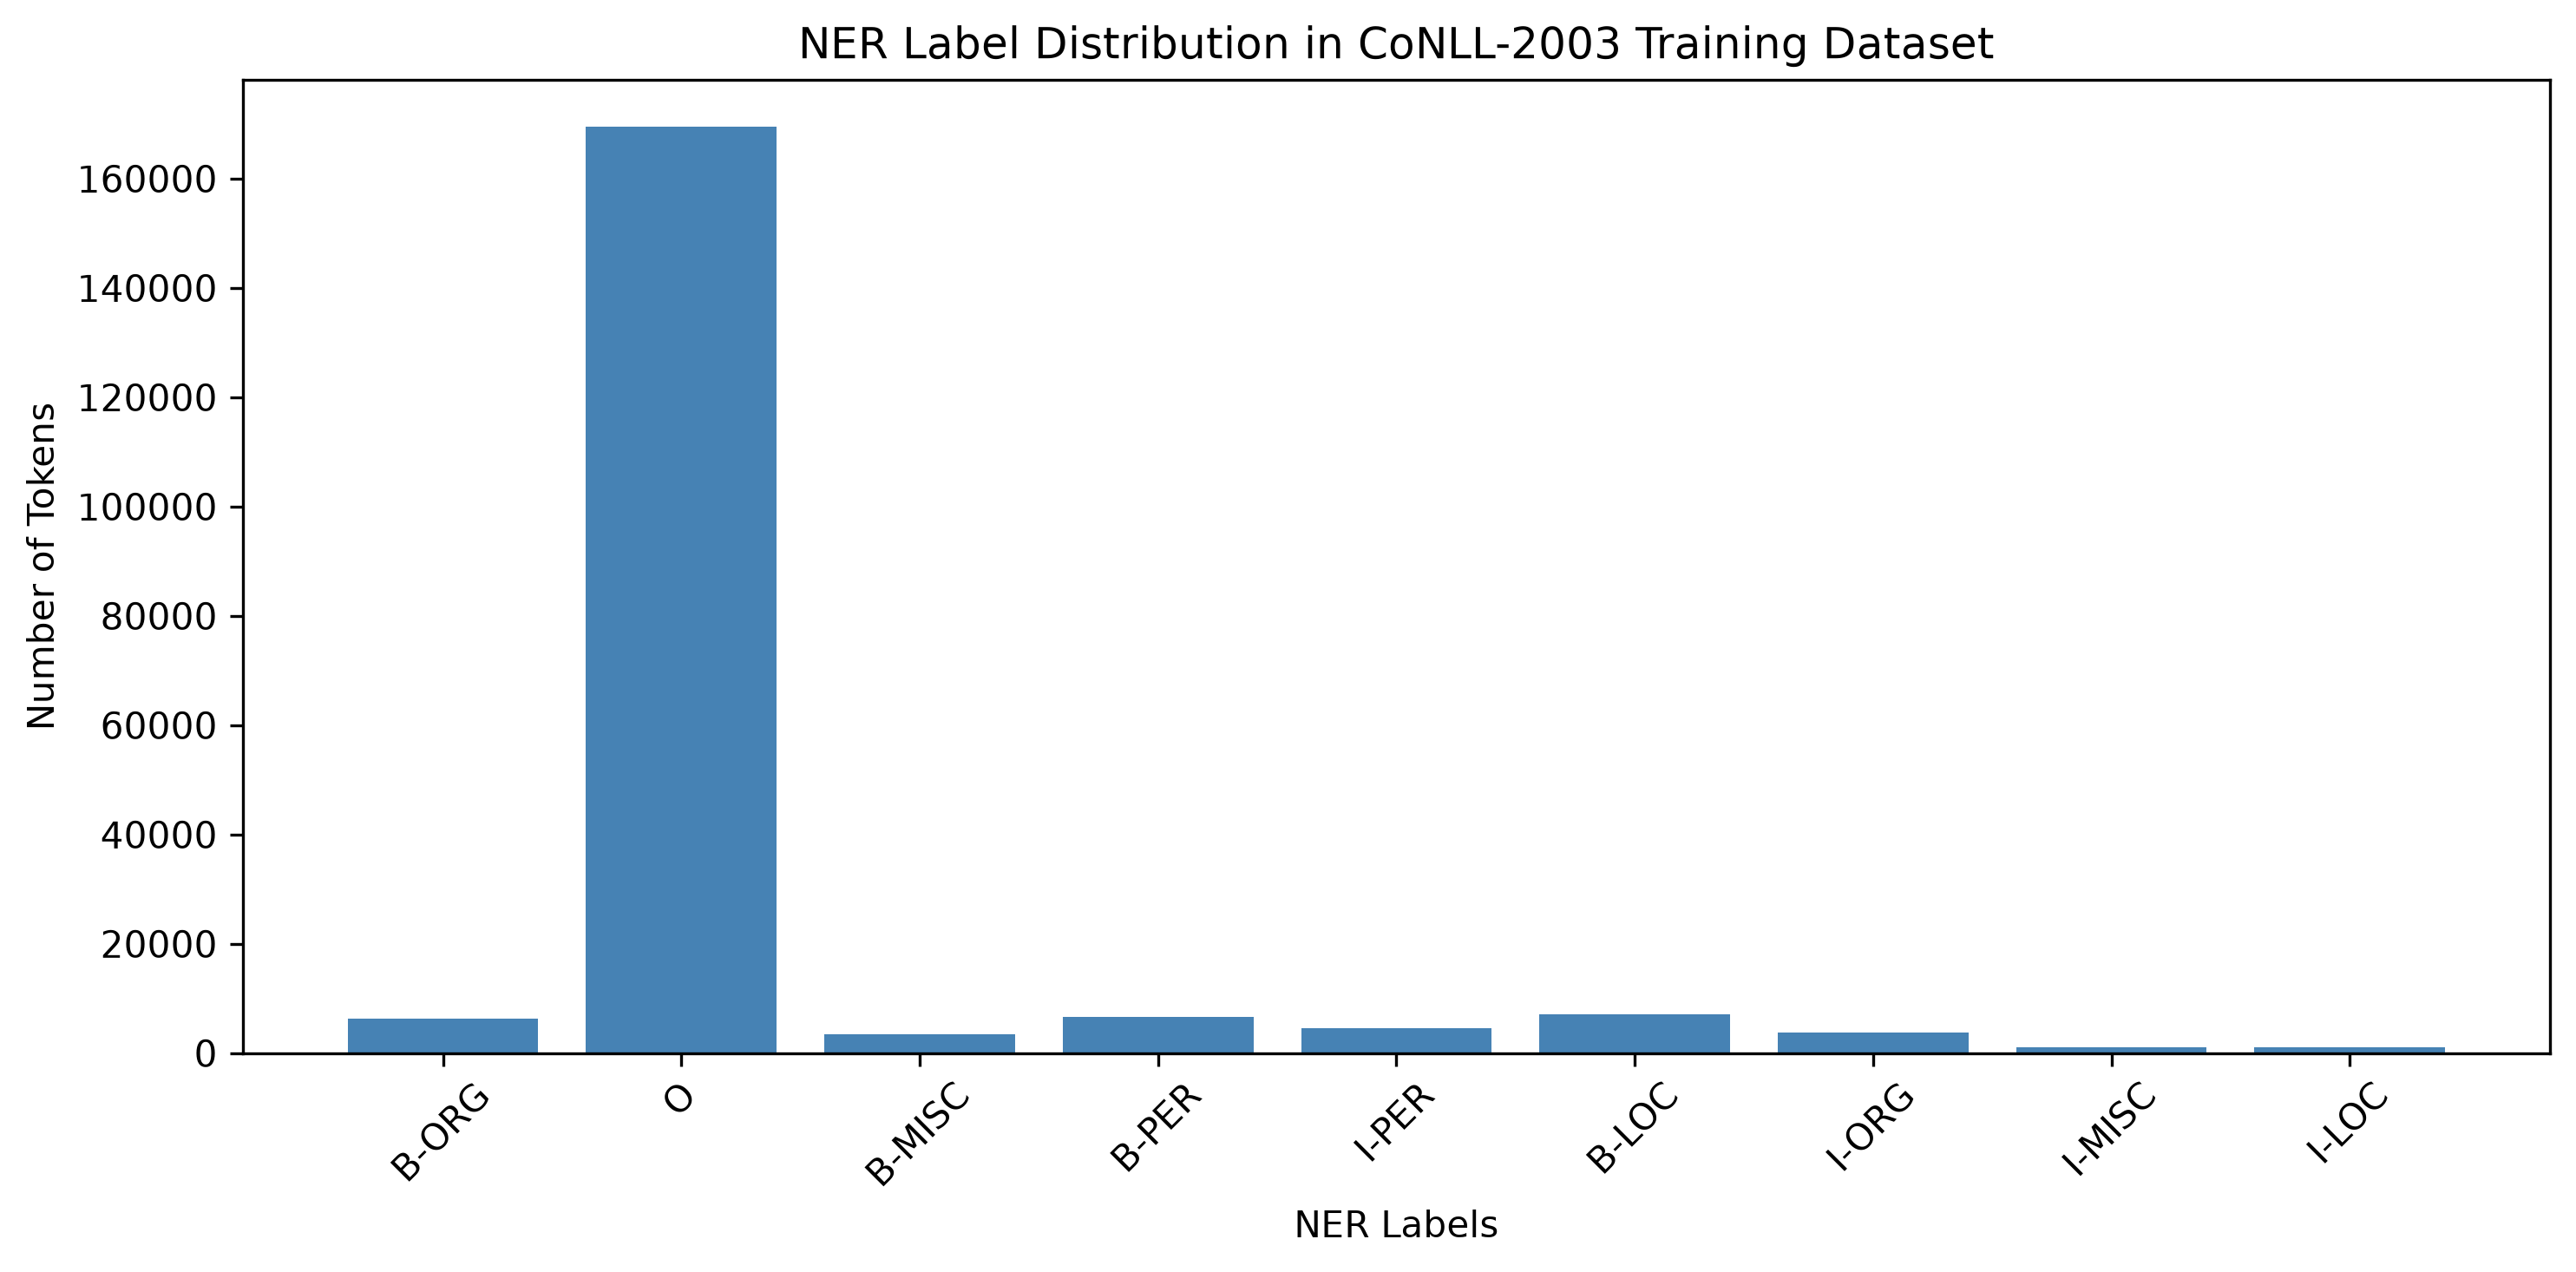 NER Label Distribution in CoNLL-2003 Training Dataset
Number of Tokens
160000
140000
120000
100000
80000
60000
40000
20000
0
B-ORG
O
B-MISC
B-PER
I-PER
B-LOC
I-ORG
I-MISC
I-LOC
NER Labels